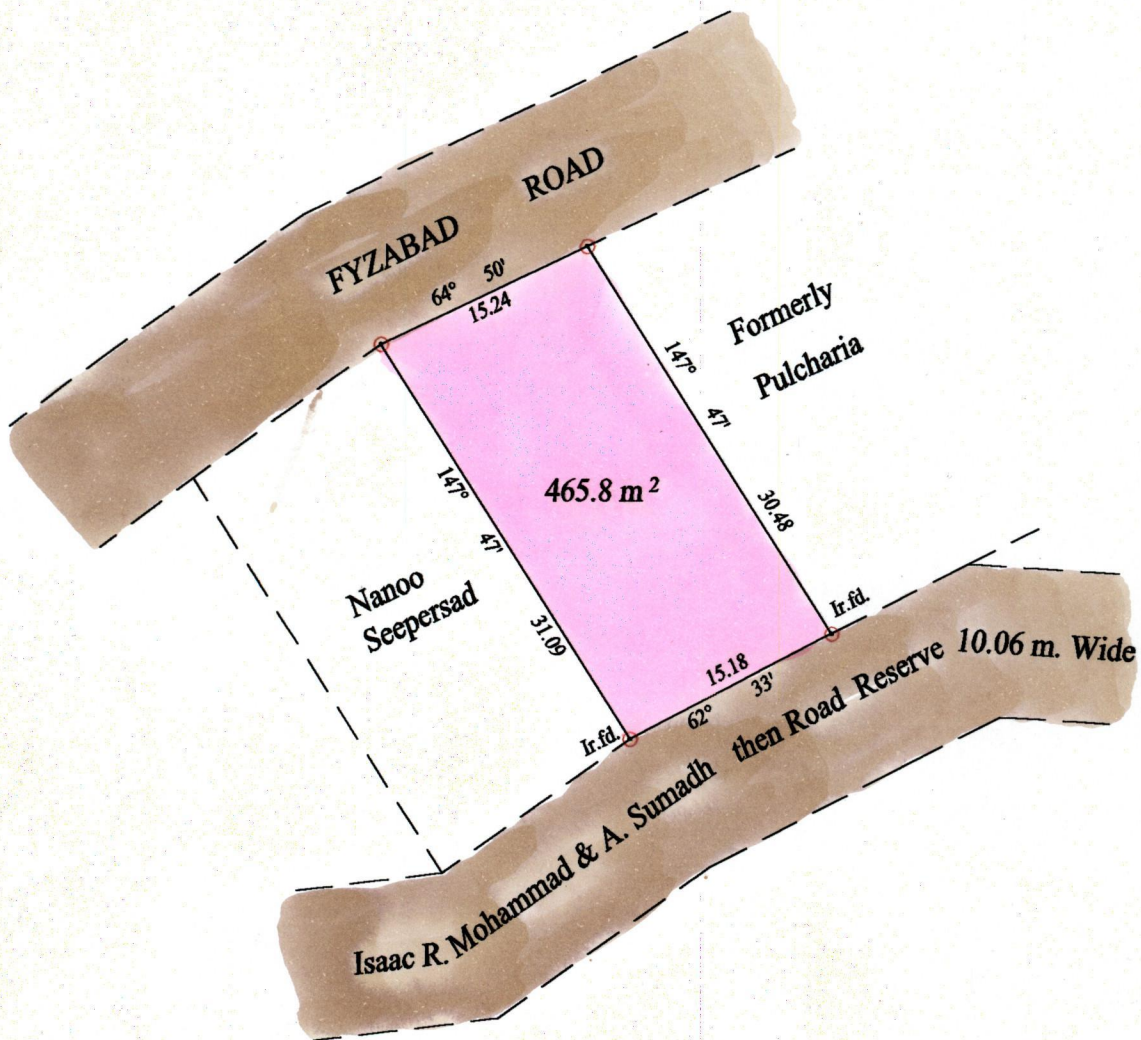 FYZABAD ROAD
64° 50'
15.24
Formerly
Pulcharia
147° 47'
30.48
465.8 m²
147° 47'
31.09
Nanoo
Seepersad
Ir.fd.
15.18
62° 33'
Ir.fd.
Isaac R. Mohammad & A. Sumadh then Road Reserve 10.06 m. Wide